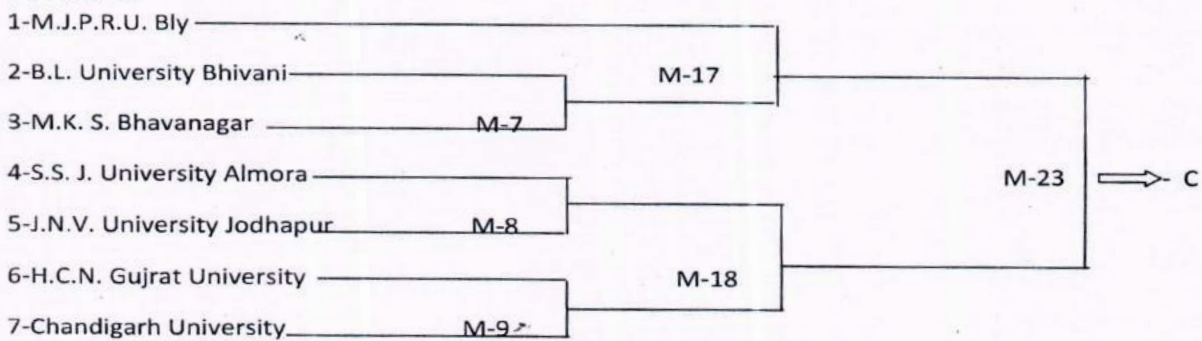 1-M.J.P.R.U. Bly
2-B.L. University Bhivani
M-17
3-M.K. S. Bhavanagar
M-7
4-S.S. J. University Almora
M-23
C
5-J.N.V. University Jodhapur
M-8
6-H.C.N. Gujrat University
M-18
7-Chandigarh University
M-9